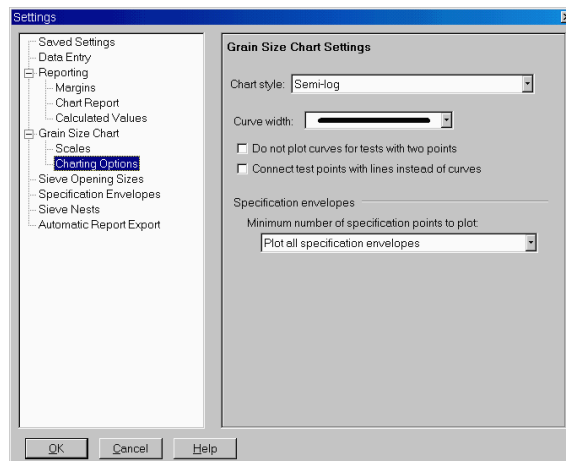 Settings
Saved Settings
Data Entry
Reporting
Margins
Chart Report
Calculated Values
Grain Size Chart
Scales
Charting Options
Sieve Opening Sizes
Specification Envelopes
Sieve Nests
Automatic Report Export
Grain Size Chart Settings
Chart style: Semi-log
Curve width:
Do not plot curves for tests with two points
Connect test points with lines instead of curves
Specification envelopes
Minimum number of specification points to plot:
Plot all specification envelopes
OK Cancel Help